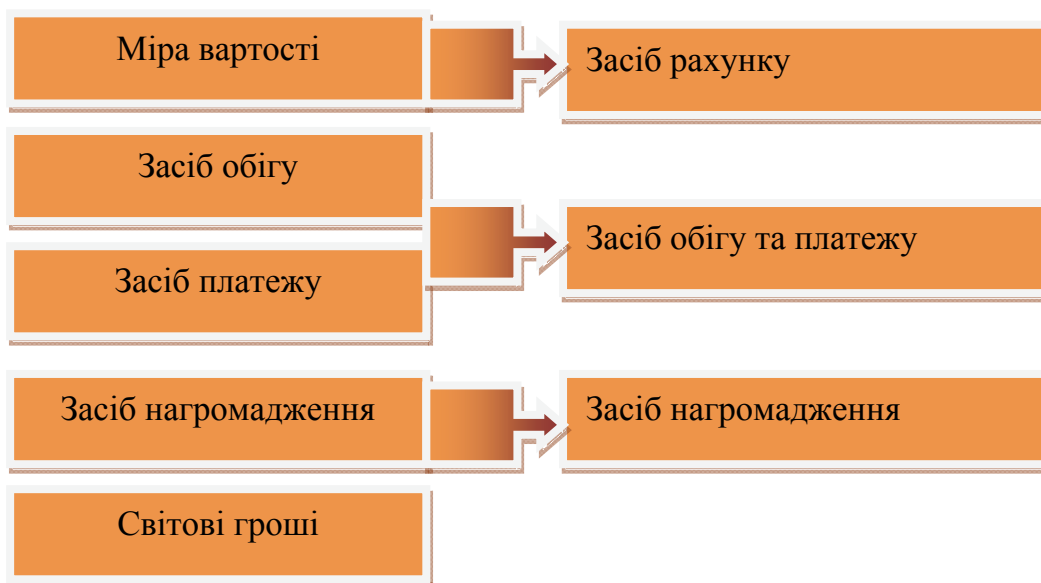 Міра вартості
Засіб рахунку
Засіб обігу
Засіб платежу
Засіб обігу та платежу
Засіб нагромадження
Засіб нагромадження
Світові гроші